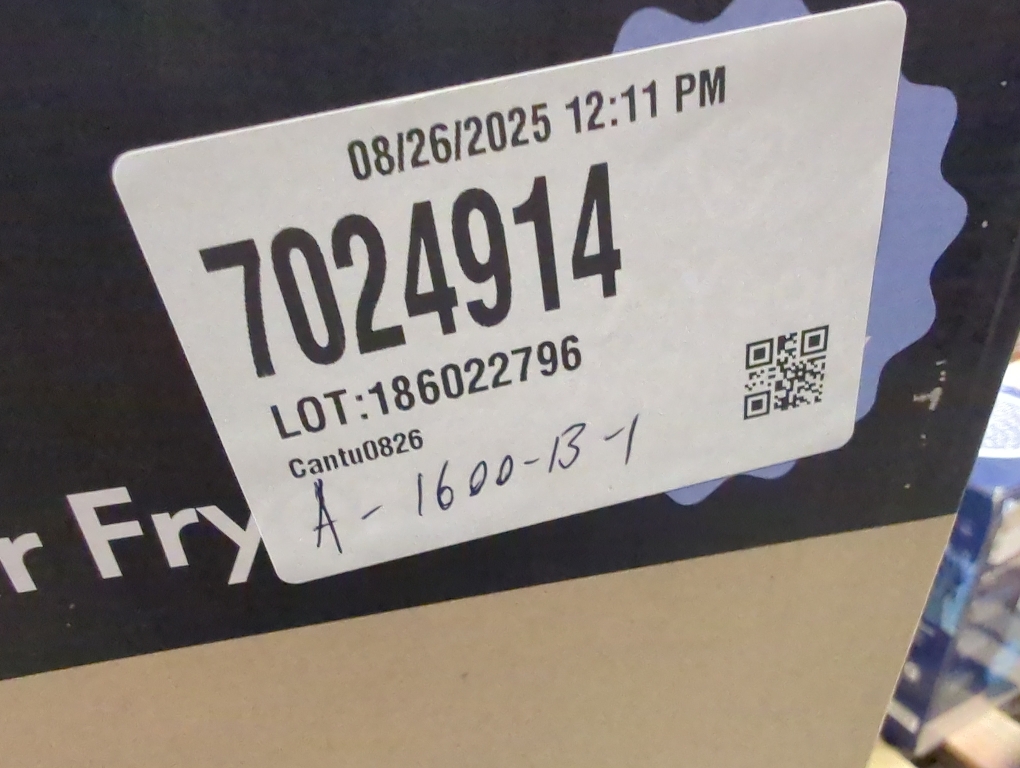 08/26/2025 12:11 PM
7024914
LOT:186022796
Cantu0826
A - 1600-13-1
r Fry